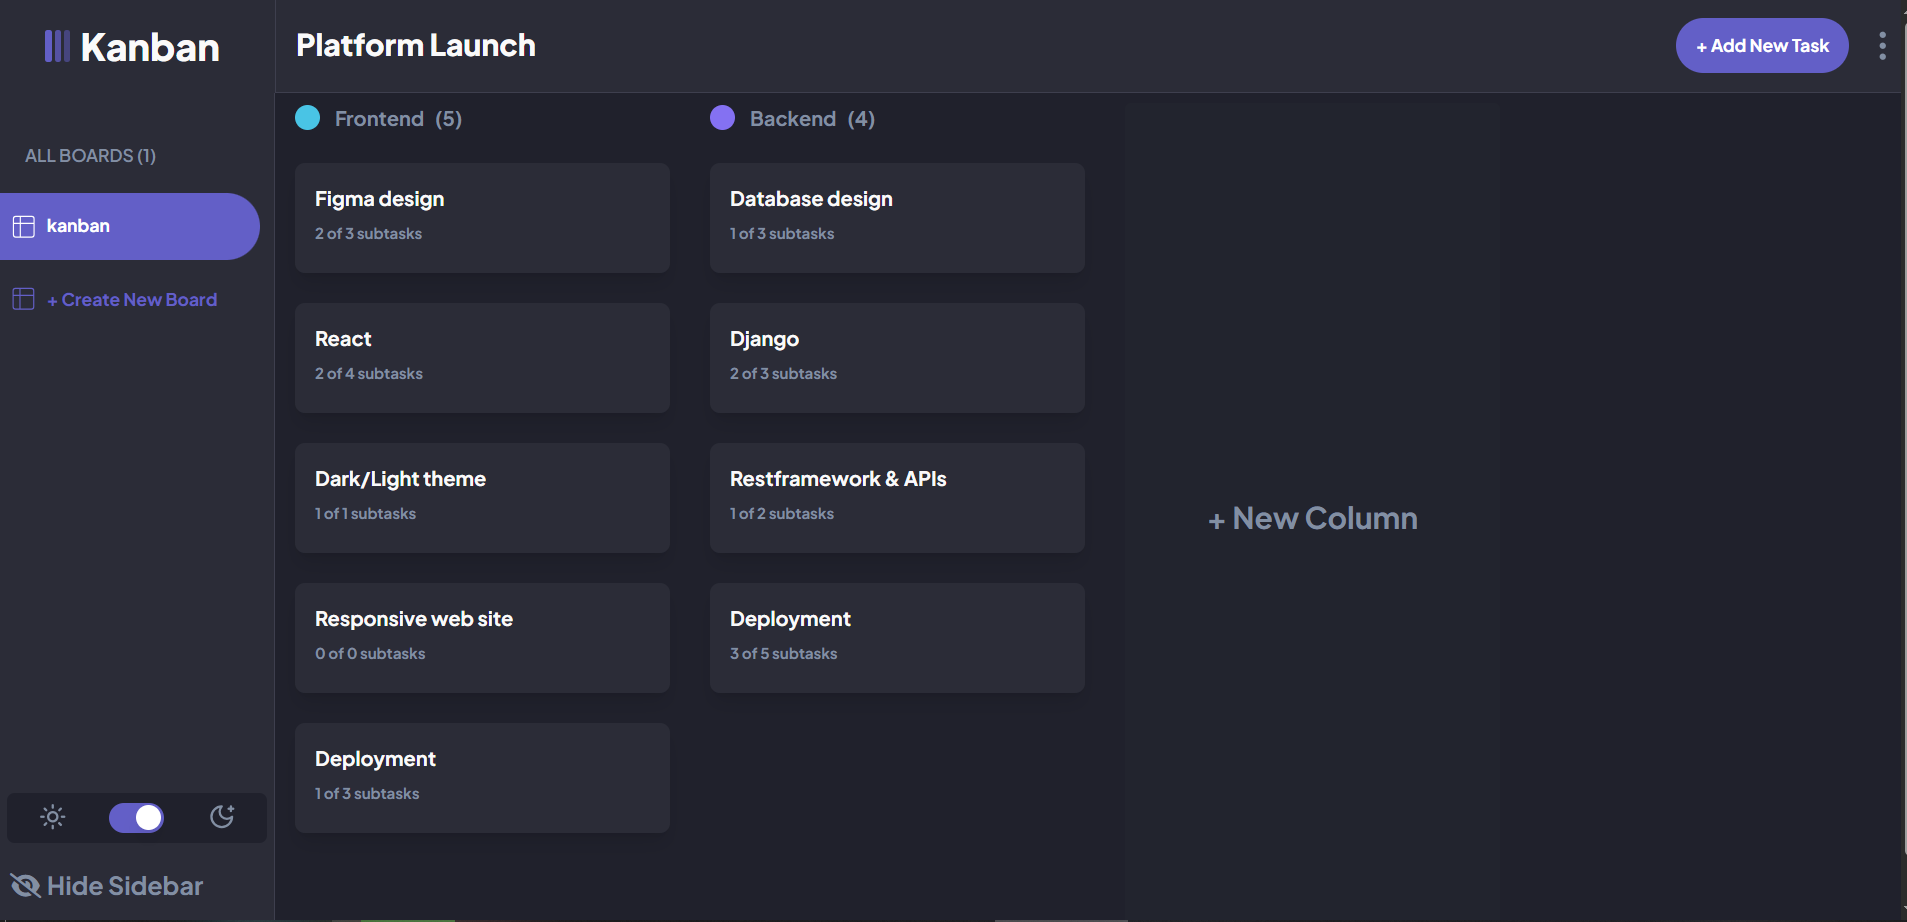 Kanban
Platform Launch
+ Add New Task
ALL BOARDS (1)
kanban
+ Create New Board
Frontend (5)
Figma design
2 of 3 subtasks
React
2 of 4 subtasks
Dark/Light theme
1 of 1 subtasks
Responsive web site
0 of 0 subtasks
Deployment
1 of 3 subtasks
Backend (4)
Database design
1 of 3 subtasks
Django
2 of 3 subtasks
Restframework & APIs
1 of 2 subtasks
Deployment
3 of 5 subtasks
+ New Column
Hide Sidebar